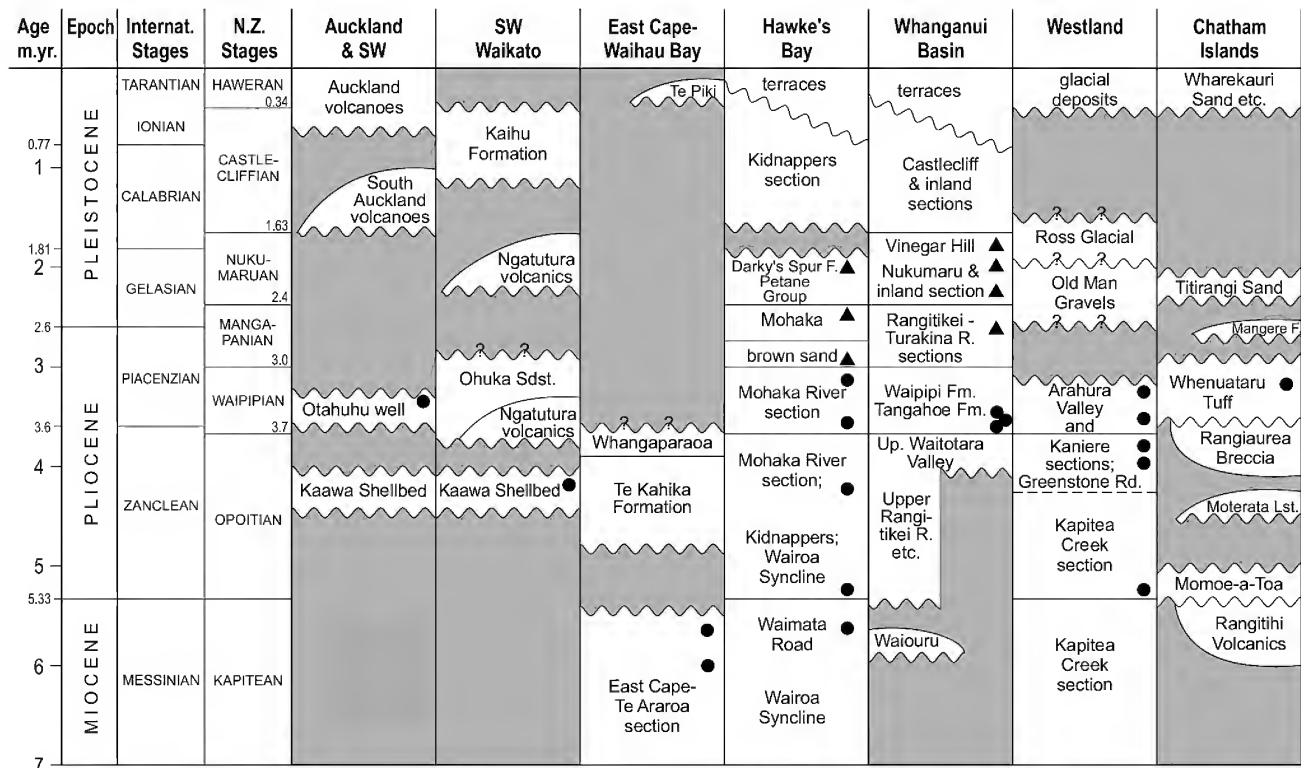 Age
m.yr.
Epoch
Internat.
Stages
N.Z.
Stages
Auckland
& SW
SW
Waikato
East Cape-
Waihau Bay
Hawke's
Bay
Whanganui
Basin
Westland
Chatham
Islands
0.77
1
1.81
2
2.6
3
3.6
4
5
5.33
6
7
PLEISTOCENE
PLIOCENE
MIOCENE
TARANTIAN
IONIAN
CALABRIAN
GELASIAN
PIACENZIAN
ZANCLEAN
MESSINIAN
HAWERAN
0.34
CASTLE-
CLIFFIAN
1.63
NUKU-
MARUAN
2.4
MANGA-
PANIAN
3.0
WAIPIPIAN
3.7
OPOITIAN
KAPITEAN
Auckland
volcanoes
South
Auckland
volcanoes
Otahuhu well
Kaawa Shellbed
Kaihu
Formation
Ngatutura
volcanics
? ?
Ohuka Sdst.
Ngatutura
volcanics
Kaawa Shellbed
Te Piki
? ?
Whangaparaoa
Te Kahika
Formation
East Cape-
Te Araroa
section
terraces
Kidnappers
section
Darky's Spur F.
Petane
Group
Mohaka
brown sand
Mohaka River
section
Mohaka River
section;
Kidnappers;
Wairoa
Syncline
Waimata
Road
Wairoa
Syncline
terraces
Castlecliff
& inland
sections
Vinegar Hill
Nukumaru &
inland section
Rangitikei -
Turakina R.
sections
Waipipi Fm.
Tangahoe Fm.
Up. Waitotara
Valley
Upper
Rangi-
tikei R.
etc.
Waiouru
glacial
deposits
? ?
Ross Glacial
? ?
Old Man
Gravels
? ?
Arahura
Valley
and
Kaniere
sections;
Greenstone Rd.
Kapitea
Creek
section
Kapitea
Creek
section
Wharekauri
Sand etc.
Titirangi Sand
Mangere F.
Whenuataru
Tuff
Rangiaurea
Breccia
Moterata Lst.
Momoe-a-Toa
Rangitihi
Volcanics